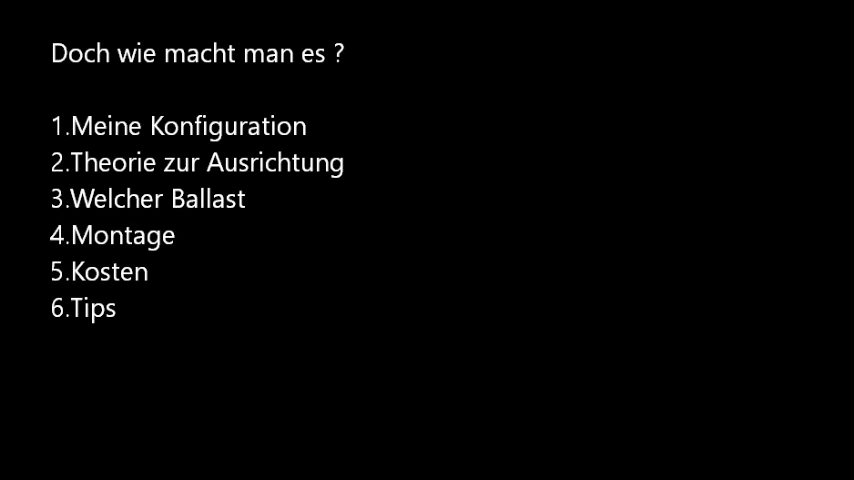 Doch wie macht man es ?
1.Meine Konfiguration
2.Theorie zur Ausrichtung
3.Welcher Ballast
4.Montage
5.Kosten
6.Tips